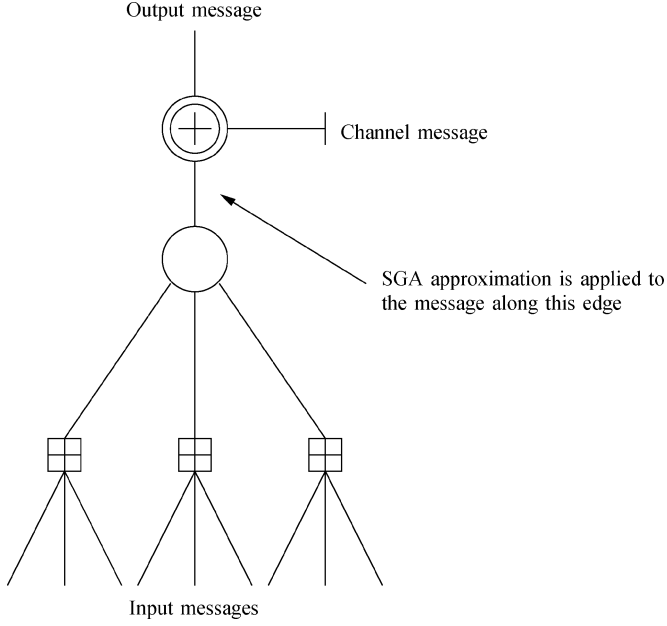 Output message
Channel message
SGA approximation is applied to
the message along this edge
Input messages